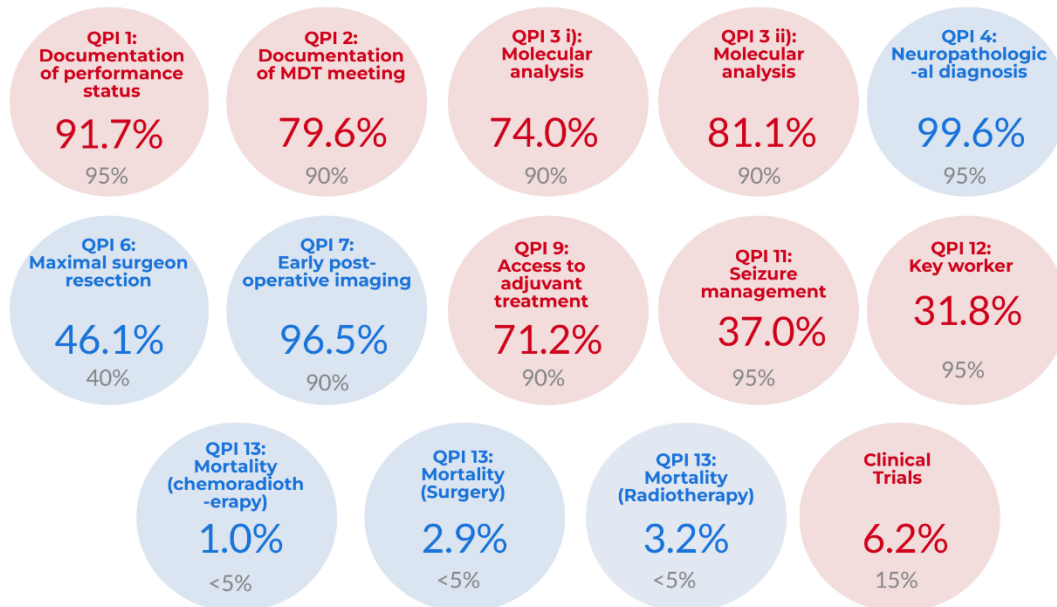 QPI 1:
Documentation
of performance
status
91.7%
95%
QPI 2:
Documentation
of MDT meeting
79.6%
90%
QPI 3 i):
Molecular
analysis
74.0%
90%
QPI 3 ii):
Molecular
analysis
81.1%
90%
QPI 4:
Neuropathologic
-al diagnosis
99.6%
95%
QPI 6:
Maximal surgeon
resection
46.1%
40%
QPI 7:
Early post-
operative imaging
96.5%
90%
QPI 9:
Access to
adjuvant
treatment
71.2%
90%
QPI 11:
Seizure
management
37.0%
95%
QPI 12:
Key worker
31.8%
95%
QPI 13:
Mortality
(chemoradioth
-erapy)
1.0%
<5%
QPI 13:
Mortality
(Surgery)
2.9%
<5%
QPI 13:
Mortality
(Radiotherapy)
3.2%
<5%
Clinical
Trials
6.2%
15%